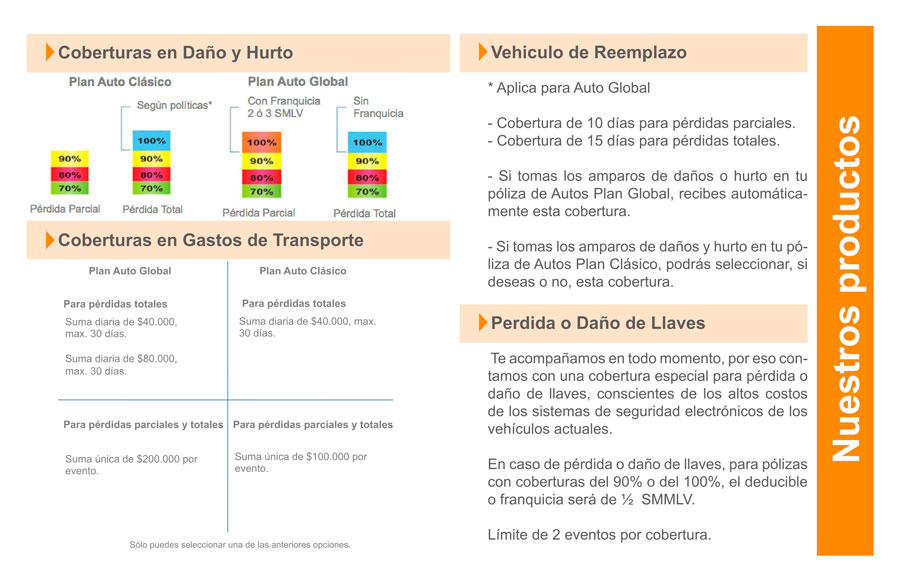 Coberturas en Daño y Hurto
Plan Auto Clásico
Plan Auto Global
Según políticas*
Con Franquicia
2 ó 3 SMLV
Sin
Franquicia
90%
80%
70%
100%
90%
80%
70%
100%
90%
80%
70%
100%
90%
80%
70%
Pérdida Parcial
Pérdida Total
Pérdida Parcial
Pérdida Total
Coberturas en Gastos de Transporte
Plan Auto Global
Para pérdidas totales
Suma diaria de $40.000,
max. 30 días.
Suma diaria de $80.000,
max. 30 días.
Plan Auto Clásico
Para pérdidas totales
Suma diaria de $40.000, max.
30 días.
Para pérdidas parciales y totales
Suma única de $200.000 por
evento.
Para pérdidas parciales y totales
Suma única de $100.000 por
evento.
Sólo puedes seleccionar una de las anteriores opciones.
Vehiculo de Reemplazo
* Aplica para Auto Global
- Cobertura de 10 días para pérdidas parciales.
- Cobertura de 15 días para pérdidas totales.
- Si tomas los amparos de daños o hurto en tu
póliza de Autos Plan Global, recibes automática-
mente esta cobertura.
- Si tomas los amparos de daños y hurto en tu pó-
liza de Autos Plan Clásico, podrás seleccionar, si
deseas o no, esta cobertura.
Perdida o Daño de Llaves
Te acompañamos en todo momento, por eso con-
tamos con una cobertura especial para pérdida o
daño de llaves, conscientes de los altos costos
de los sistemas de seguridad electrónicos de los
vehículos actuales.
En caso de pérdida o daño de llaves, para pólizas
con coberturas del 90% o del 100%, el deducible
o franquicia será de ½ SMMLV.
Límite de 2 eventos por cobertura.
Nuestros productos